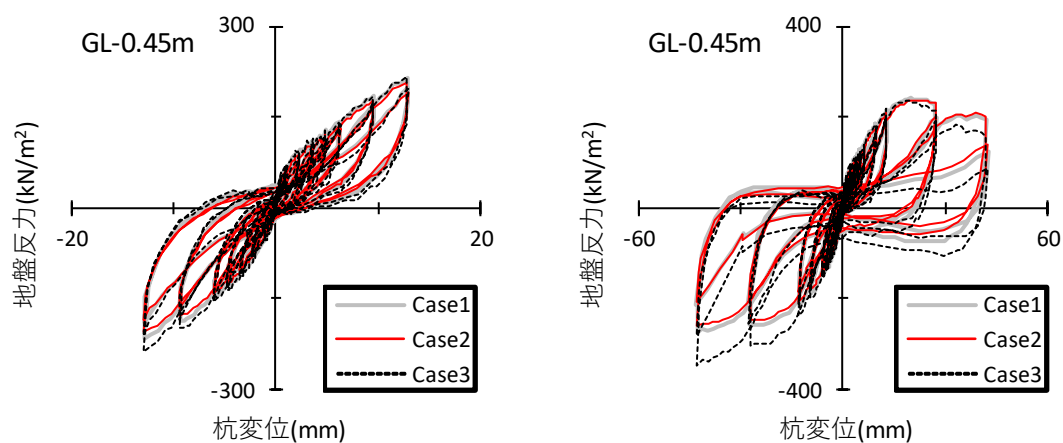 300
GL-0.45m
地盤反力(kN/m²)
-20
20
Case1
Case2
Case3
-300
杭変位(mm)
400
GL-0.45m
地盤反力(kN/m²)
-60
60
Case1
Case2
Case3
-400
杭変位(mm)